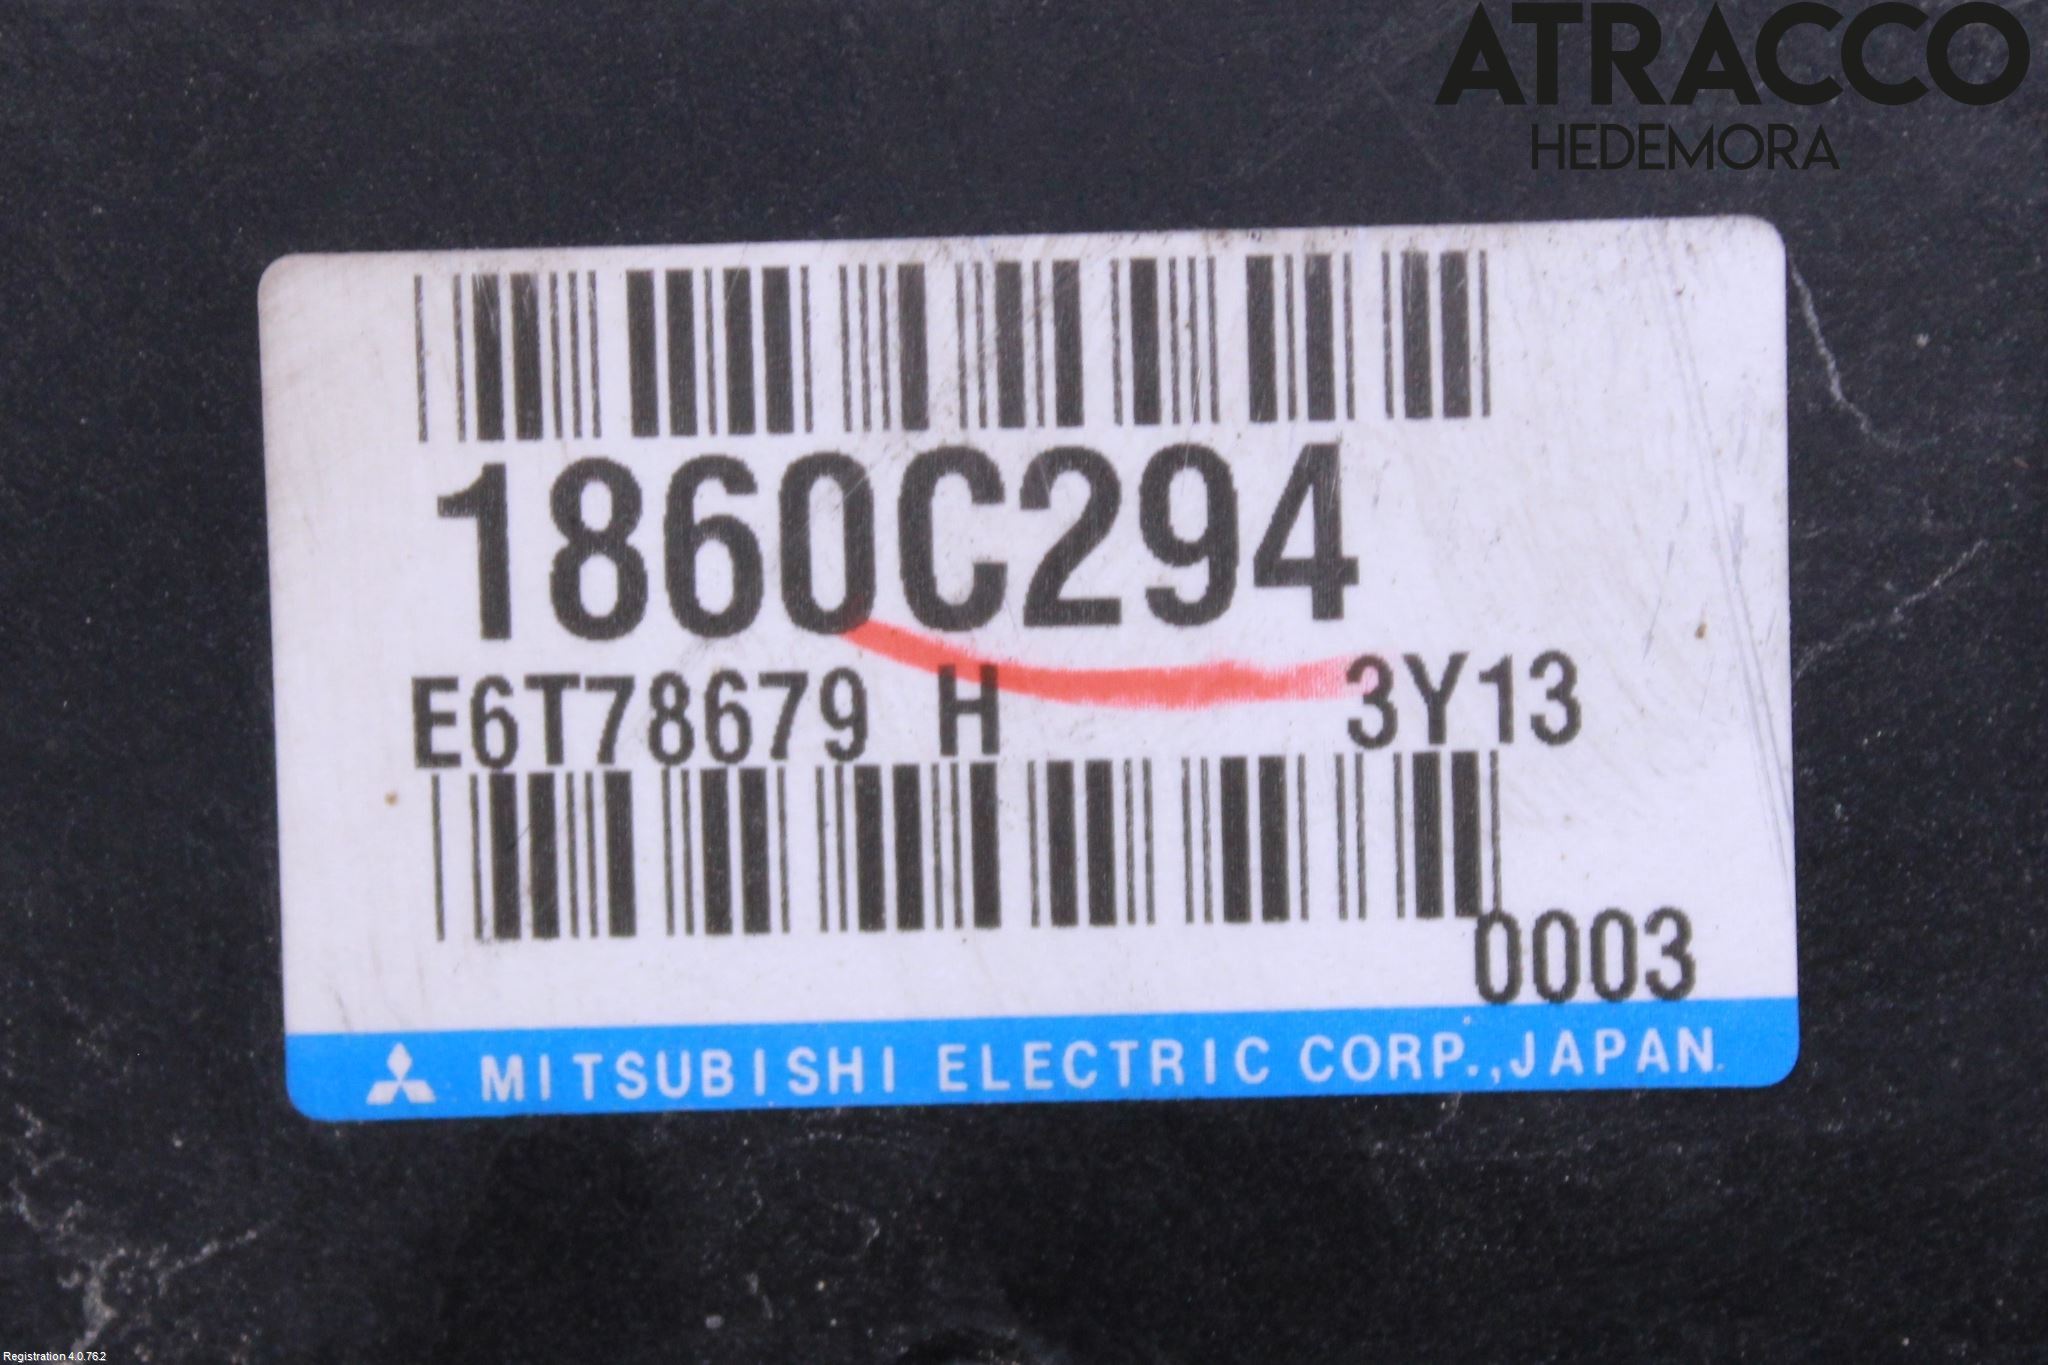 ATRACCO
HEDEMORA
1860C294
E6T78679 H 3Y13
0003
MITSUBISHI ELECTRIC CORP.,JAPAN
Registration 4.0.76.2